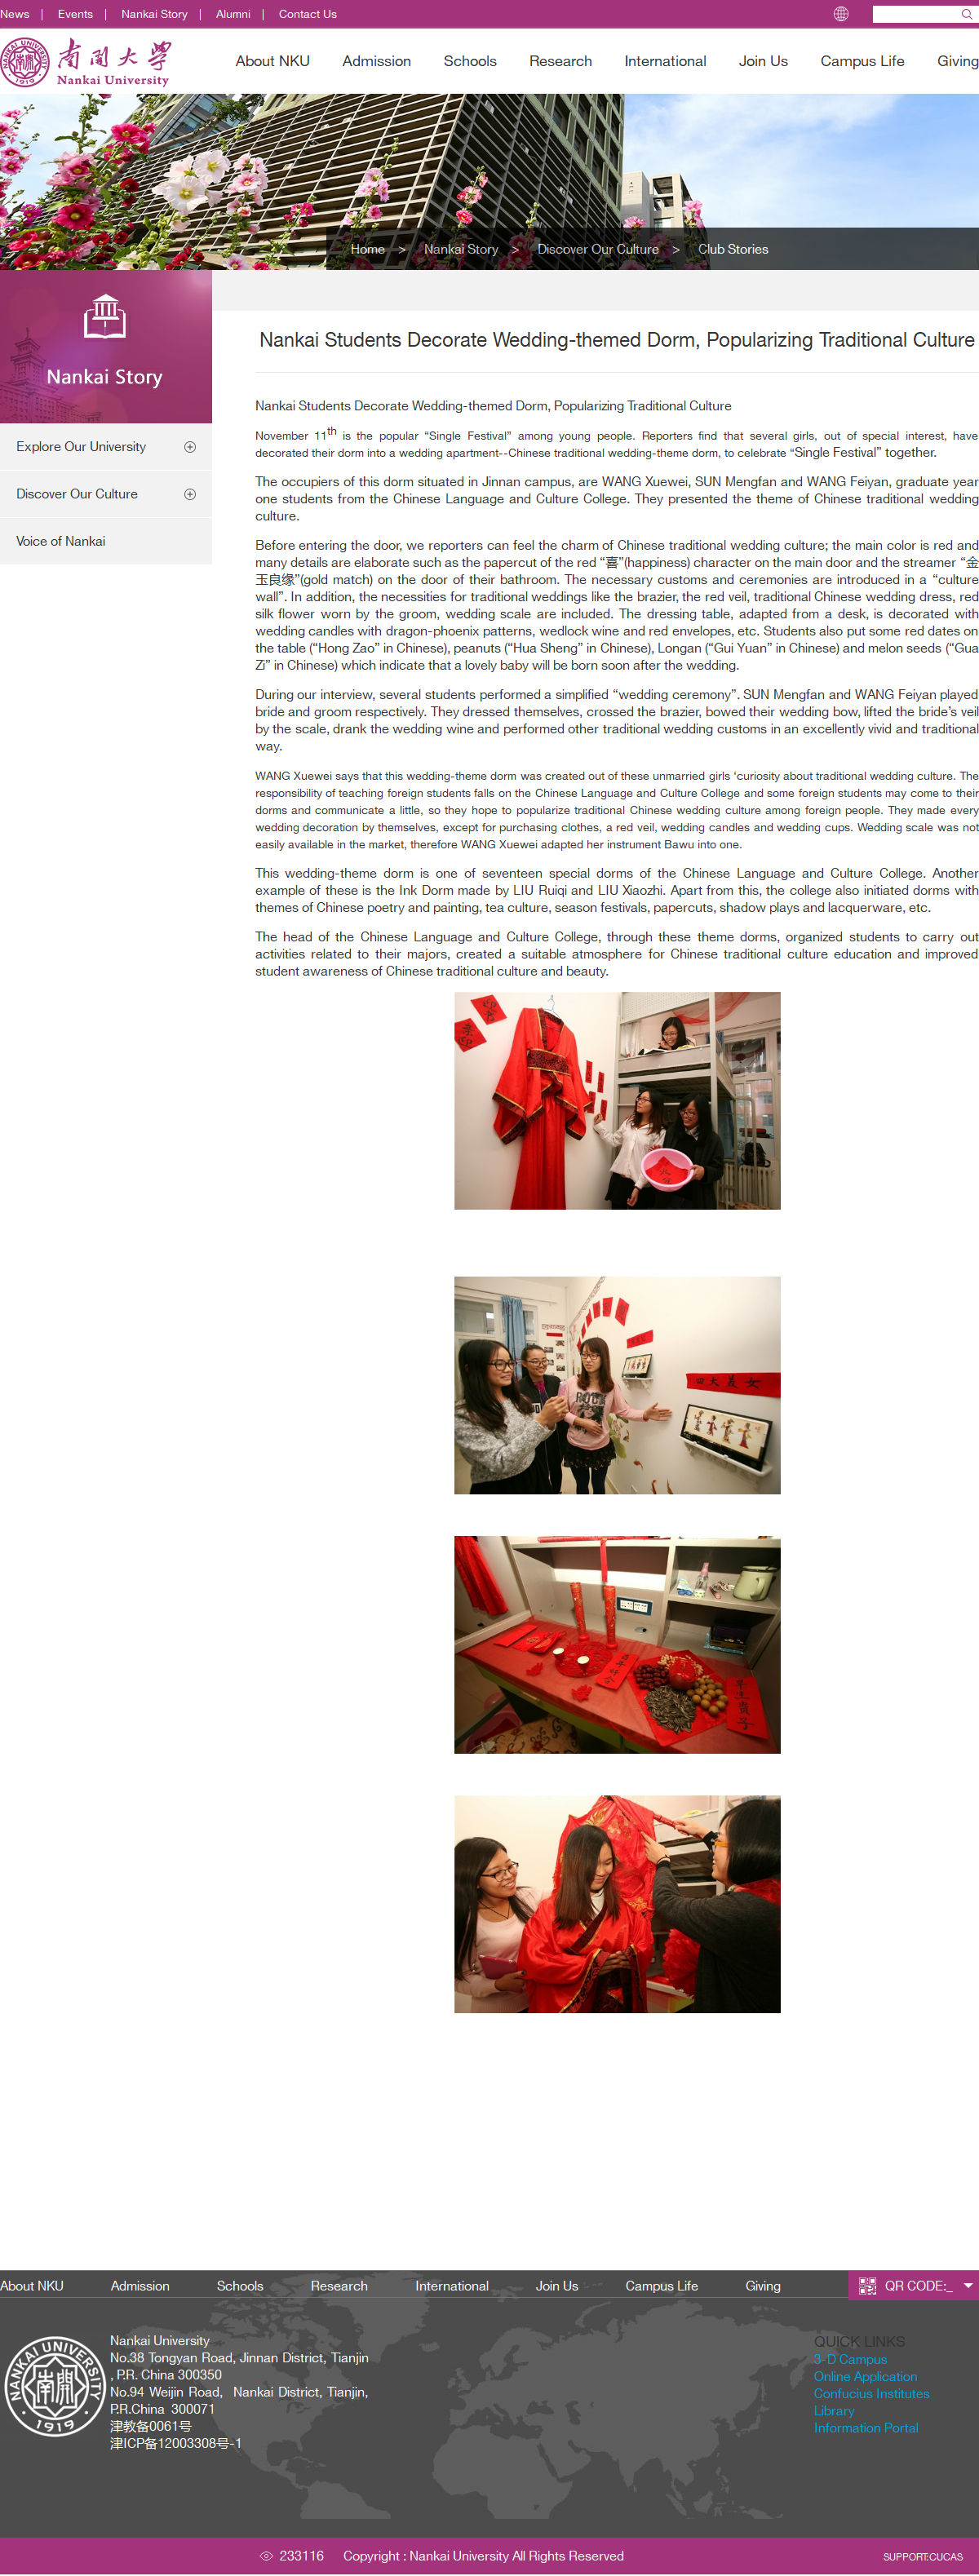 News | Events | Nankai Story | Alumni | Contact Us
南開大學
Nankai University
About NKU Admission Schools Research International Join Us Campus Life Giving
Home > Nankai Story > Discover Our Culture > Club Stories
Nankai Story
Explore Our University
Discover Our Culture
Voice of Nankai
Nankai Students Decorate Wedding-themed Dorm, Popularizing Traditional Culture
Nankai Students Decorate Wedding-themed Dorm, Popularizing Traditional Culture
November 11th is the popular “Single Festival” among young people. Reporters find that several girls, out of special interest, have
decorated their dorm into a wedding apartment--Chinese traditional wedding-theme dorm, to celebrate “Single Festival” together.
The occupiers of this dorm situated in Jinnan campus, are WANG Xuewei, SUN Mengfan and WANG Feiyan, graduate year
one students from the Chinese Language and Culture College. They presented the theme of Chinese traditional wedding
culture.
Before entering the door, we reporters can feel the charm of Chinese traditional wedding culture; the main color is red and
many details are elaborate such as the papercut of the red “喜”(happiness) character on the main door and the streamer “金
玉良缘”(gold match) on the door of their bathroom. The necessary customs and ceremonies are introduced in a “culture
wall”. In addition, the necessities for traditional weddings like the brazier, the red veil, traditional Chinese wedding dress, red
silk flower worn by the groom, wedding scale are included. The dressing table, adapted from a desk, is decorated with
wedding candles with dragon-phoenix patterns, wedlock wine and red envelopes, etc. Students also put some red dates on
the table (“Hong Zao” in Chinese), peanuts (“Hua Sheng” in Chinese), Longan (“Gui Yuan” in Chinese) and melon seeds (“Gua
Zi” in Chinese) which indicate that a lovely baby will be born soon after the wedding.
During our interview, several students performed a simplified “wedding ceremony”. SUN Mengfan and WANG Feiyan played
bride and groom respectively. They dressed themselves, crossed the brazier, bowed their wedding bow, lifted the bride’s veil
by the scale, drank the wedding wine and performed other traditional wedding customs in an excellently vivid and traditional
way.
WANG Xuewei says that this wedding-theme dorm was created out of these unmarried girls ‘curiosity about traditional wedding culture. The
responsibility of teaching foreign students falls on the Chinese Language and Culture College and some foreign students may come to their
dorms and communicate a little, so they hope to popularize traditional Chinese wedding culture among foreign people. They made every
wedding decoration by themselves, except for purchasing clothes, a red veil, wedding candles and wedding cups. Wedding scale was not
easily available in the market, therefore WANG Xuewei adapted her instrument Bawu into one.
This wedding-theme dorm is one of seventeen special dorms of the Chinese Language and Culture College. Another
example of these is the Ink Dorm made by LIU Ruiqi and LIU Xiaozhi. Apart from this, the college also initiated dorms with
themes of Chinese poetry and painting, tea culture, season festivals, papercuts, shadow plays and lacquerware, etc.
The head of the Chinese Language and Culture College, through these theme dorms, organized students to carry out
activities related to their majors, created a suitable atmosphere for Chinese traditional culture education and improved
student awareness of Chinese traditional culture and beauty.
四大美女
ROCK
About NKU Admission Schools Research International Join Us Campus Life Giving
QR CODE:_
NANKAI UNIVERSITY
1919
Nankai University
No.38 Tongyan Road, Jinnan District, Tianjin
, P.R. China 300350
No.94 Weijin Road, Nankai District, Tianjin,
P.R.China 300071
津教备0061号
津ICP备12003308号-1
QUICK LINKS
3-D Campus
Online Application
Confucius Institutes
Library
Information Portal
233116 Copyright : Nankai University All Rights Reserved
SUPPORT:CUCAS